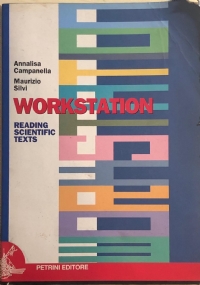 Annalisa
Campanella
Maurizio
Silvi
WORKSTATION
READING
SCIENTIFIC
TEXTS
PETRINI EDITORE